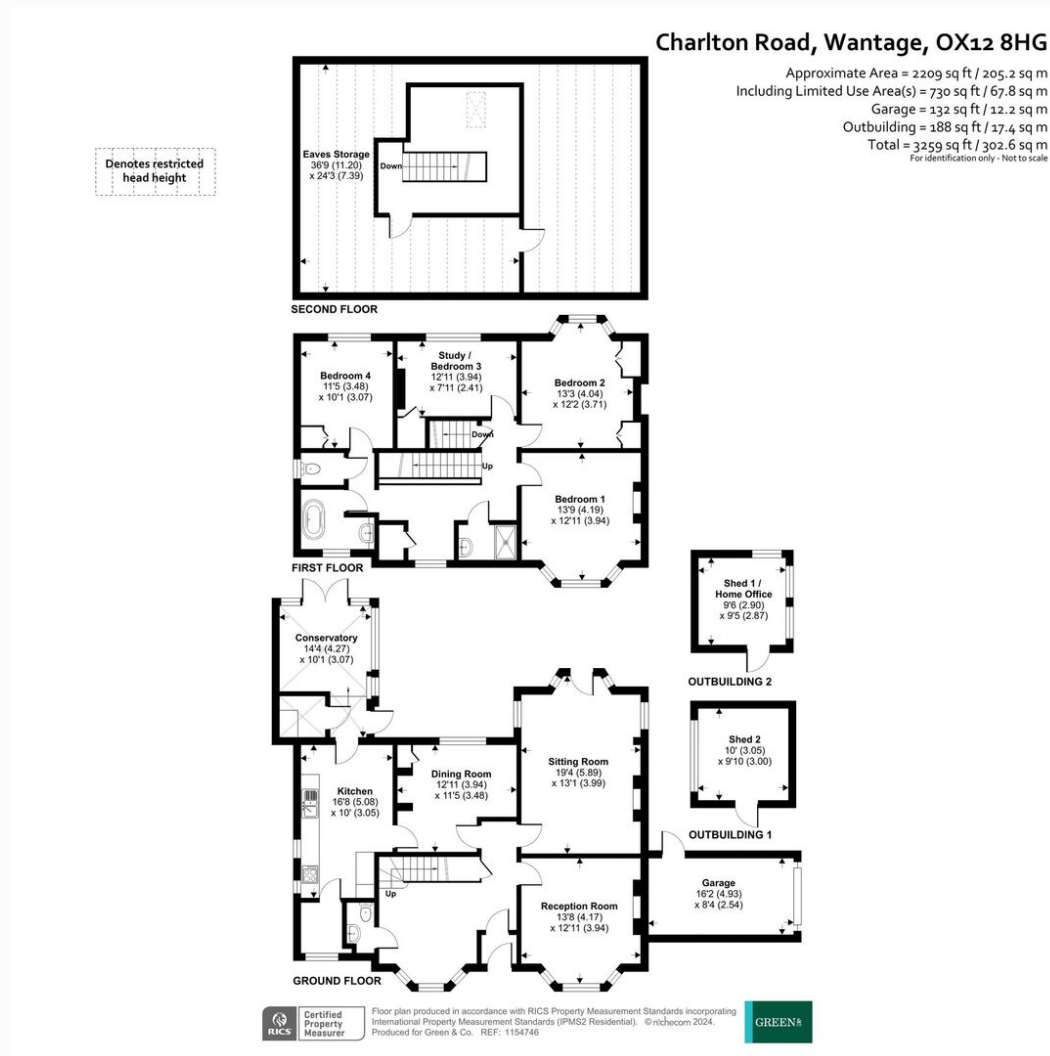 Charlton Road, Wantage, OX12 8HG
Approximate Area = 2209 sq ft / 205.2 sq m
Including Limited Use Area(s) = 730 sq ft / 67.8 sq m
Garage = 132 sq ft / 12.2 sq m
Outbuilding = 188 sq ft / 17.4 sq m
Total = 3259 sq ft / 302.6 sq m
For identification only - Not to scale
Denotes restricted
head height
Eaves Storage
36'9 (11.20)
x 24'3 (7.39)
Down
SECOND FLOOR
Bedroom 4
11'5 (3.48)
x 10'1 (3.07)
Study /
Bedroom 3
12'11 (3.94)
x 7'11 (2.41)
Bedroom 2
13'3 (4.04)
x 12'2 (3.71)
Down
Up
Bedroom 1
13'9 (4.19)
x 12'11 (3.94)
FIRST FLOOR
Shed 1 /
Home Office
9'6 (2.90)
x 9'5 (2.87)
OUTBUILDING 2
Conservatory
14'4 (4.27)
x 10'1 (3.07)
Shed 2
10' (3.05)
x 9'10 (3.00)
OUTBUILDING 1
Kitchen
16'8 (5.08)
x 10' (3.05)
Dining Room
12'11 (3.94)
x 11'5 (3.48)
Sitting Room
19'4 (5.89)
x 13'1 (3.99)
Up
Reception Room
13'8 (4.17)
x 12'11 (3.94)
Garage
16'2 (4.93)
x 8'4 (2.54)
GROUND FLOOR
RICS
Certified
Property
Measurer
Floor plan produced in accordance with RICS Property Measurement Standards incorporating
International Property Measurement Standards (IPMS2 Residential). © nichecom 2024.
Produced for Green & Co. REF: 1154746
GREEN&